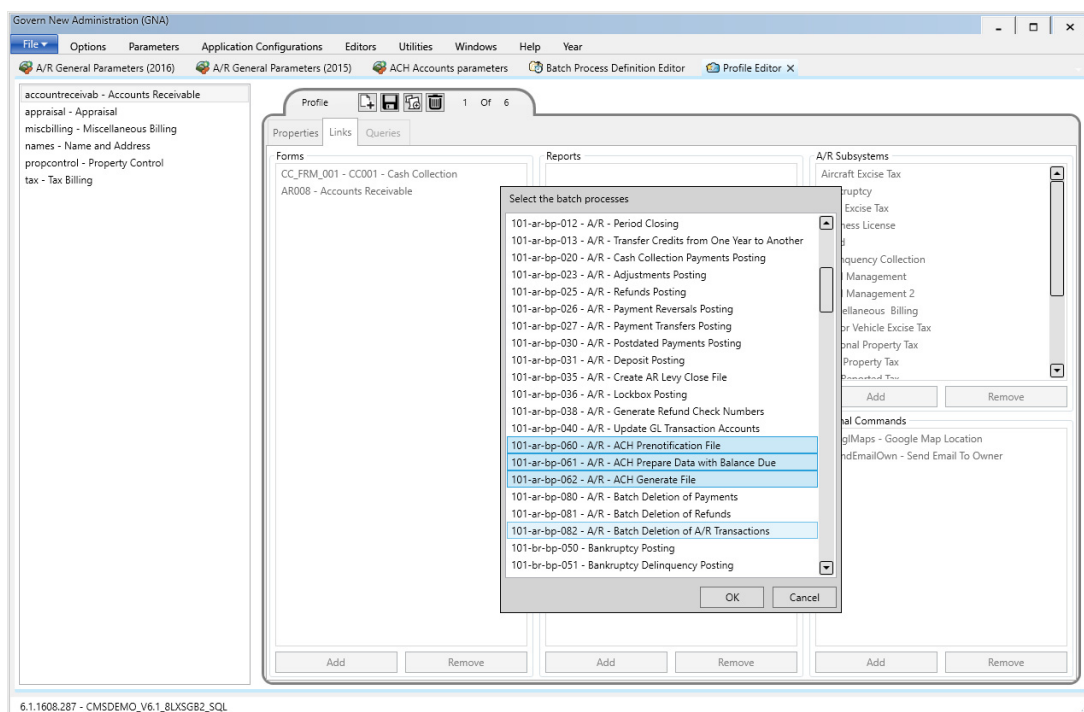 Govern New Administration (GNA)
File Options Parameters Application Configurations Editors Utilities Windows Help Year
A/R General Parameters (2016) A/R General Parameters (2015) ACH Accounts parameters Batch Process Definition Editor Profile Editor X
accountreceivab - Accounts Receivable
appraisal - Appraisal
miscbilling - Miscellaneous Billing
names - Name and Address
propcontrol - Property Control
tax - Tax Billing
Profile 1 Of 6
Properties Links Queries
Forms
CC_FRM_001 - CC001 - Cash Collection
AR008 - Accounts Receivable
Reports
A/R Subsystems
Aircraft Excise Tax
ruptcy
Excise Tax
ness License
quency Collection
Management
Management 2
ellaneous Billing
or Vehicle Excise Tax
onal Property Tax
Property Tax
Select the batch processes
101-ar-bp-012 - A/R - Period Closing
101-ar-bp-013 - A/R - Transfer Credits from One Year to Another
101-ar-bp-020 - A/R - Cash Collection Payments Posting
101-ar-bp-023 - A/R - Adjustments Posting
101-ar-bp-025 - A/R - Refunds Posting
101-ar-bp-026 - A/R - Payment Reversals Posting
101-ar-bp-027 - A/R - Payment Transfers Posting
101-ar-bp-030 - A/R - Postdated Payments Posting
101-ar-bp-031 - A/R - Deposit Posting
101-ar-bp-035 - A/R - Create AR Levy Close File
101-ar-bp-036 - A/R - Lockbox Posting
101-ar-bp-038 - A/R - Generate Refund Check Numbers
101-ar-bp-040 - A/R - Update GL Transaction Accounts
101-ar-bp-060 - A/R - ACH Prenotification File
101-ar-bp-061 - A/R - ACH Prepare Data with Balance Due
101-ar-bp-062 - A/R - ACH Generate File
101-ar-bp-080 - A/R - Batch Deletion of Payments
101-ar-bp-081 - A/R - Batch Deletion of Refunds
101-ar-bp-082 - A/R - Batch Deletion of A/R Transactions
101-br-bp-050 - Bankruptcy Posting
101-br-bp-051 - Bankruptcy Delinquency Posting
OK Cancel
Add Remove
nal Commands
glMaps - Google Map Location
ndEmailOwn - Send Email To Owner
Add Remove Add Remove Add Remove
6.1.1608.287 - CMSDEMO_V6.1_8LXSGB2_SQL